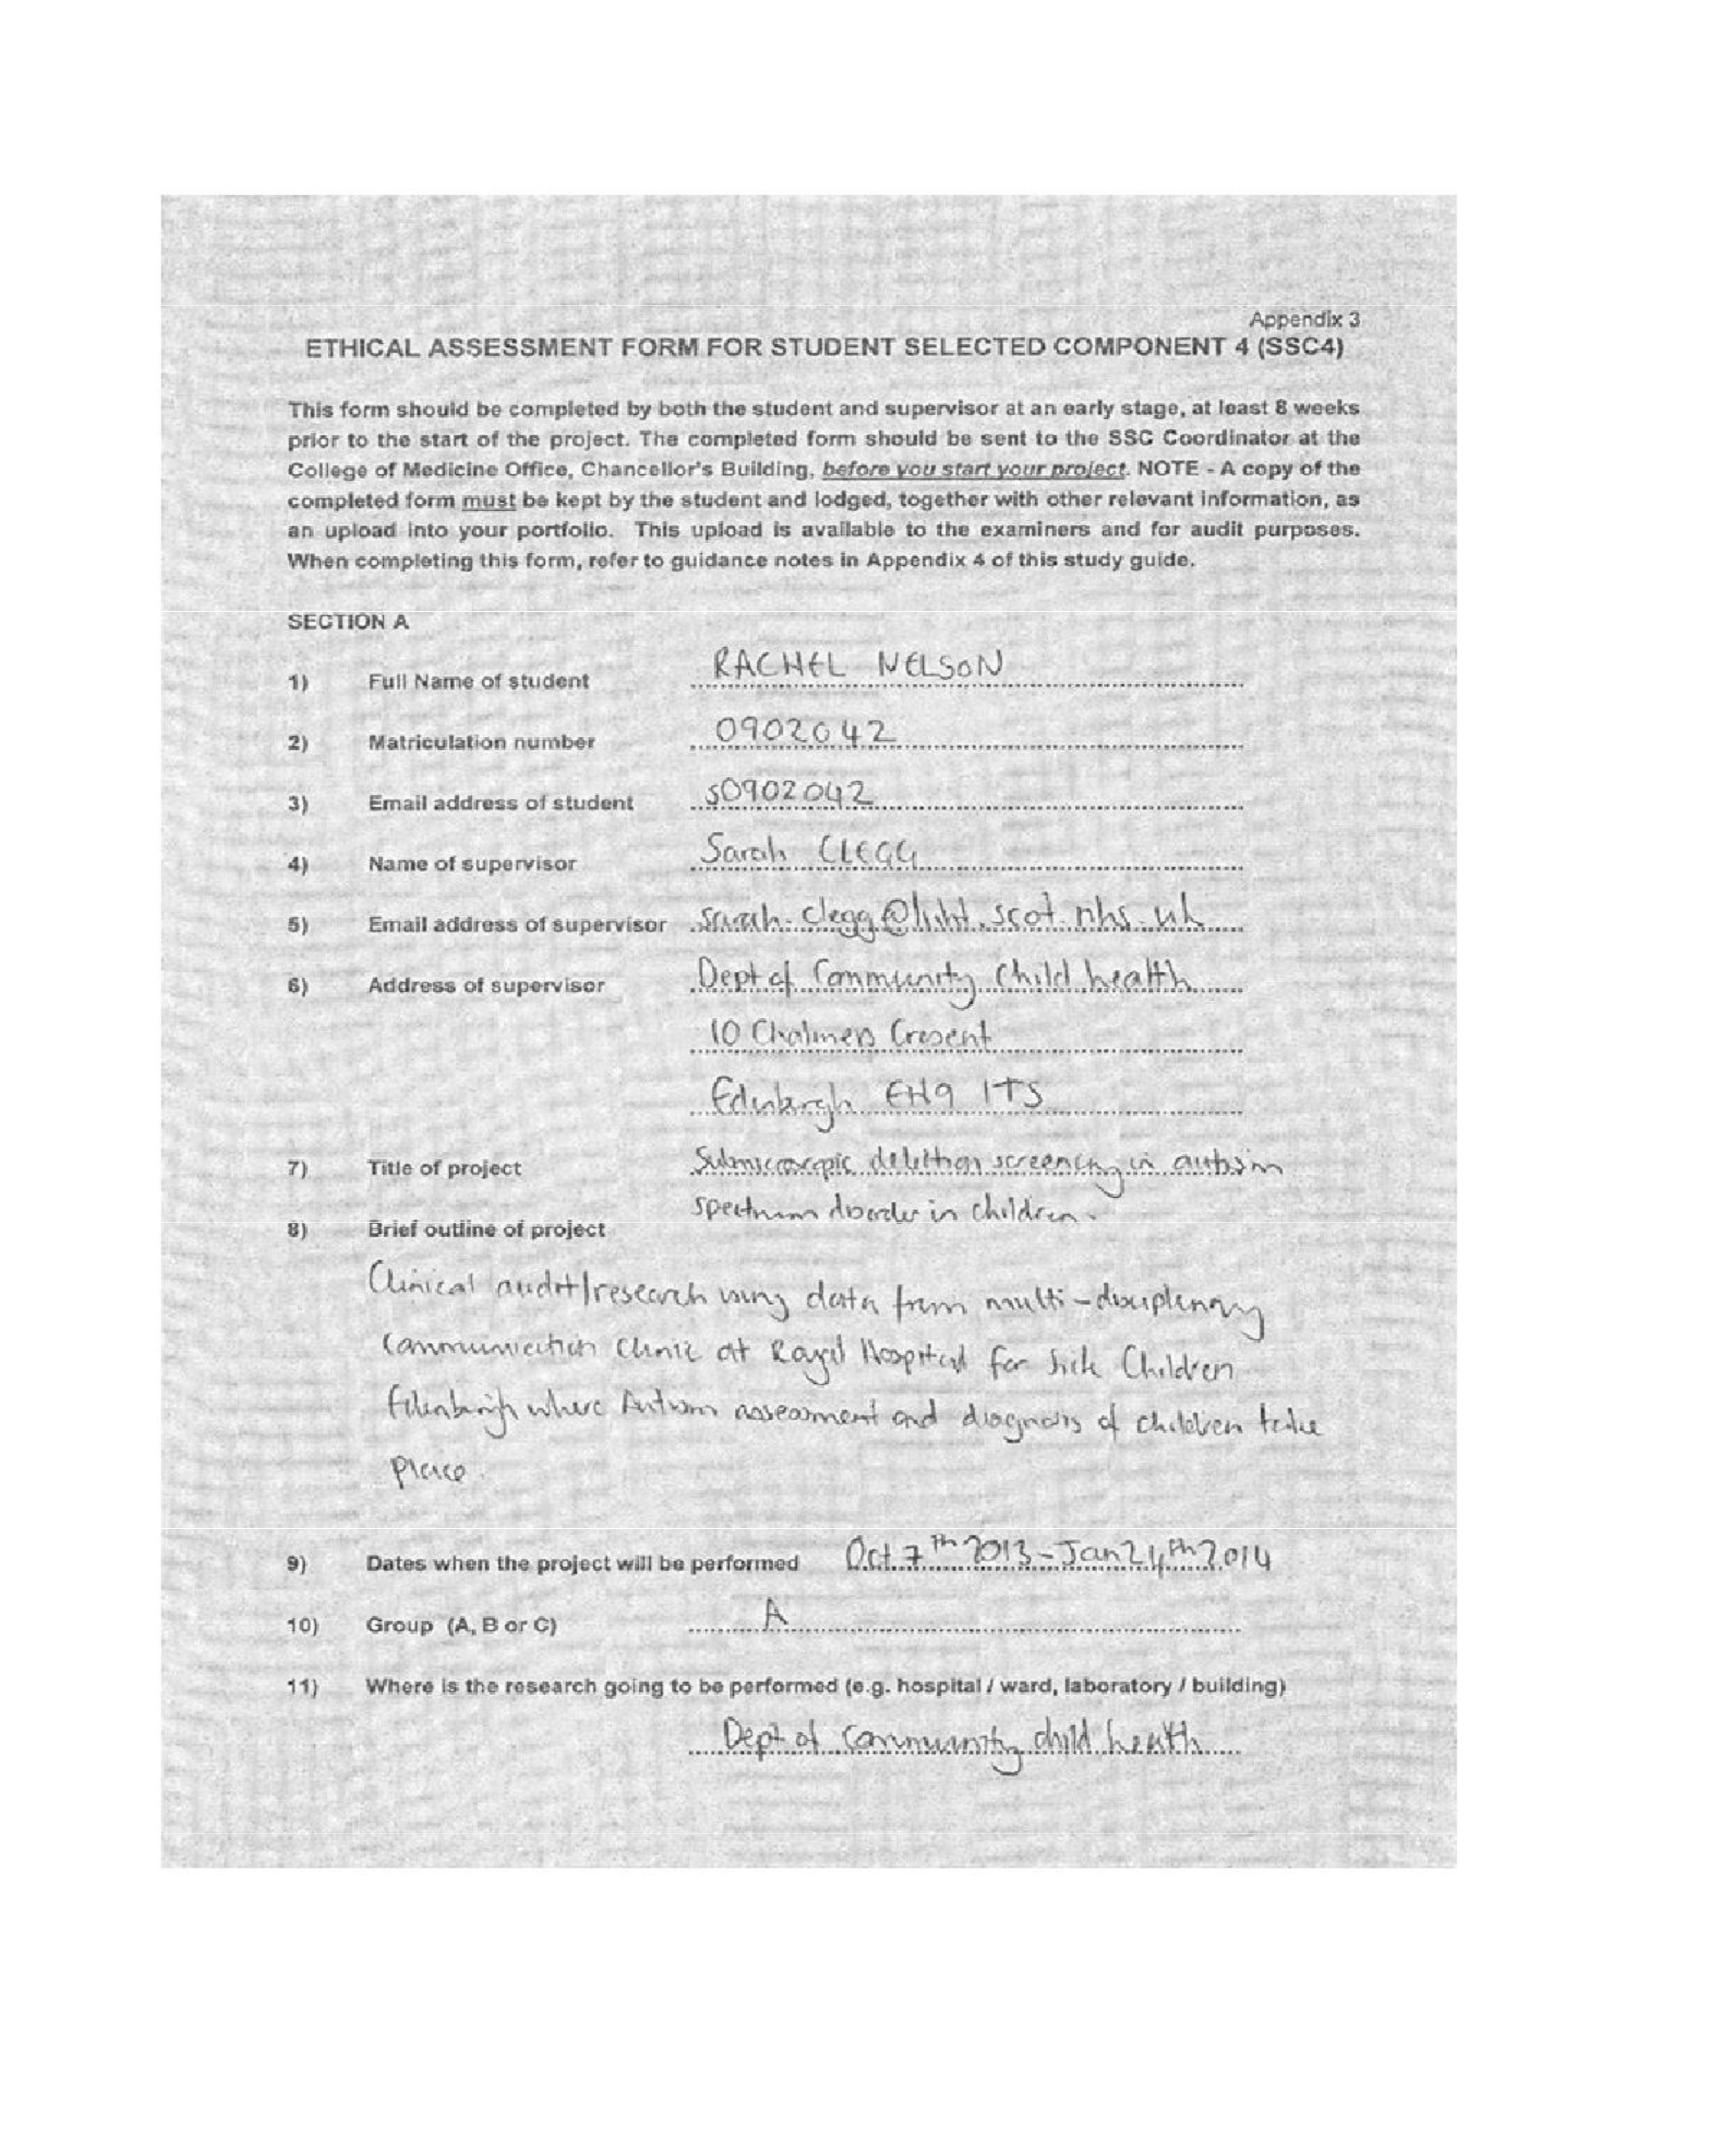 Appendix 3
ETHICAL ASSESSMENT FORM FOR STUDENT SELECTED COMPONENT 4 (SSC4)
This form should be completed by both the student and supervisor at an early stage, at least 8 weeks
prior to the start of the project. The completed form should be sent to the SSC Coordinator at the
College of Medicine Office, Chancellor's Building, before you start your project. NOTE - A copy of the
completed form must be kept by the student and lodged, together with other relevant information, as
an upload into your portfolio. This upload is available to the examiners and for audit purposes.
When completing this form, refer to guidance notes in Appendix 4 of this study guide.
SECTION A
1) Full Name of student RACHEL NELSON
2) Matriculation number 0902042
3) Email address of student s0902042
4) Name of supervisor Sarah CLEGG
5) Email address of supervisor
6) Address of supervisor Dept of Community Child health
10 Chalmers Cresent
Edinburgh EH9 1TS
7) Title of project Submicroscopic screening in autism
spectrum disorder in children.
8) Brief outline of project
Clinical audit/research using data from multi-disciplenary
Communication Clinic at Royal Hospital for Sick Children
Edinburgh where Autism assessment and diagnosis of children take
place.
9) Dates when the project will be performed Oct 7th 2013 - Jan 24th 2014
10) Group (A, B or C) A
11) Where is the research going to be performed (e.g. hospital / ward, laboratory / building)
Dept of Community child health